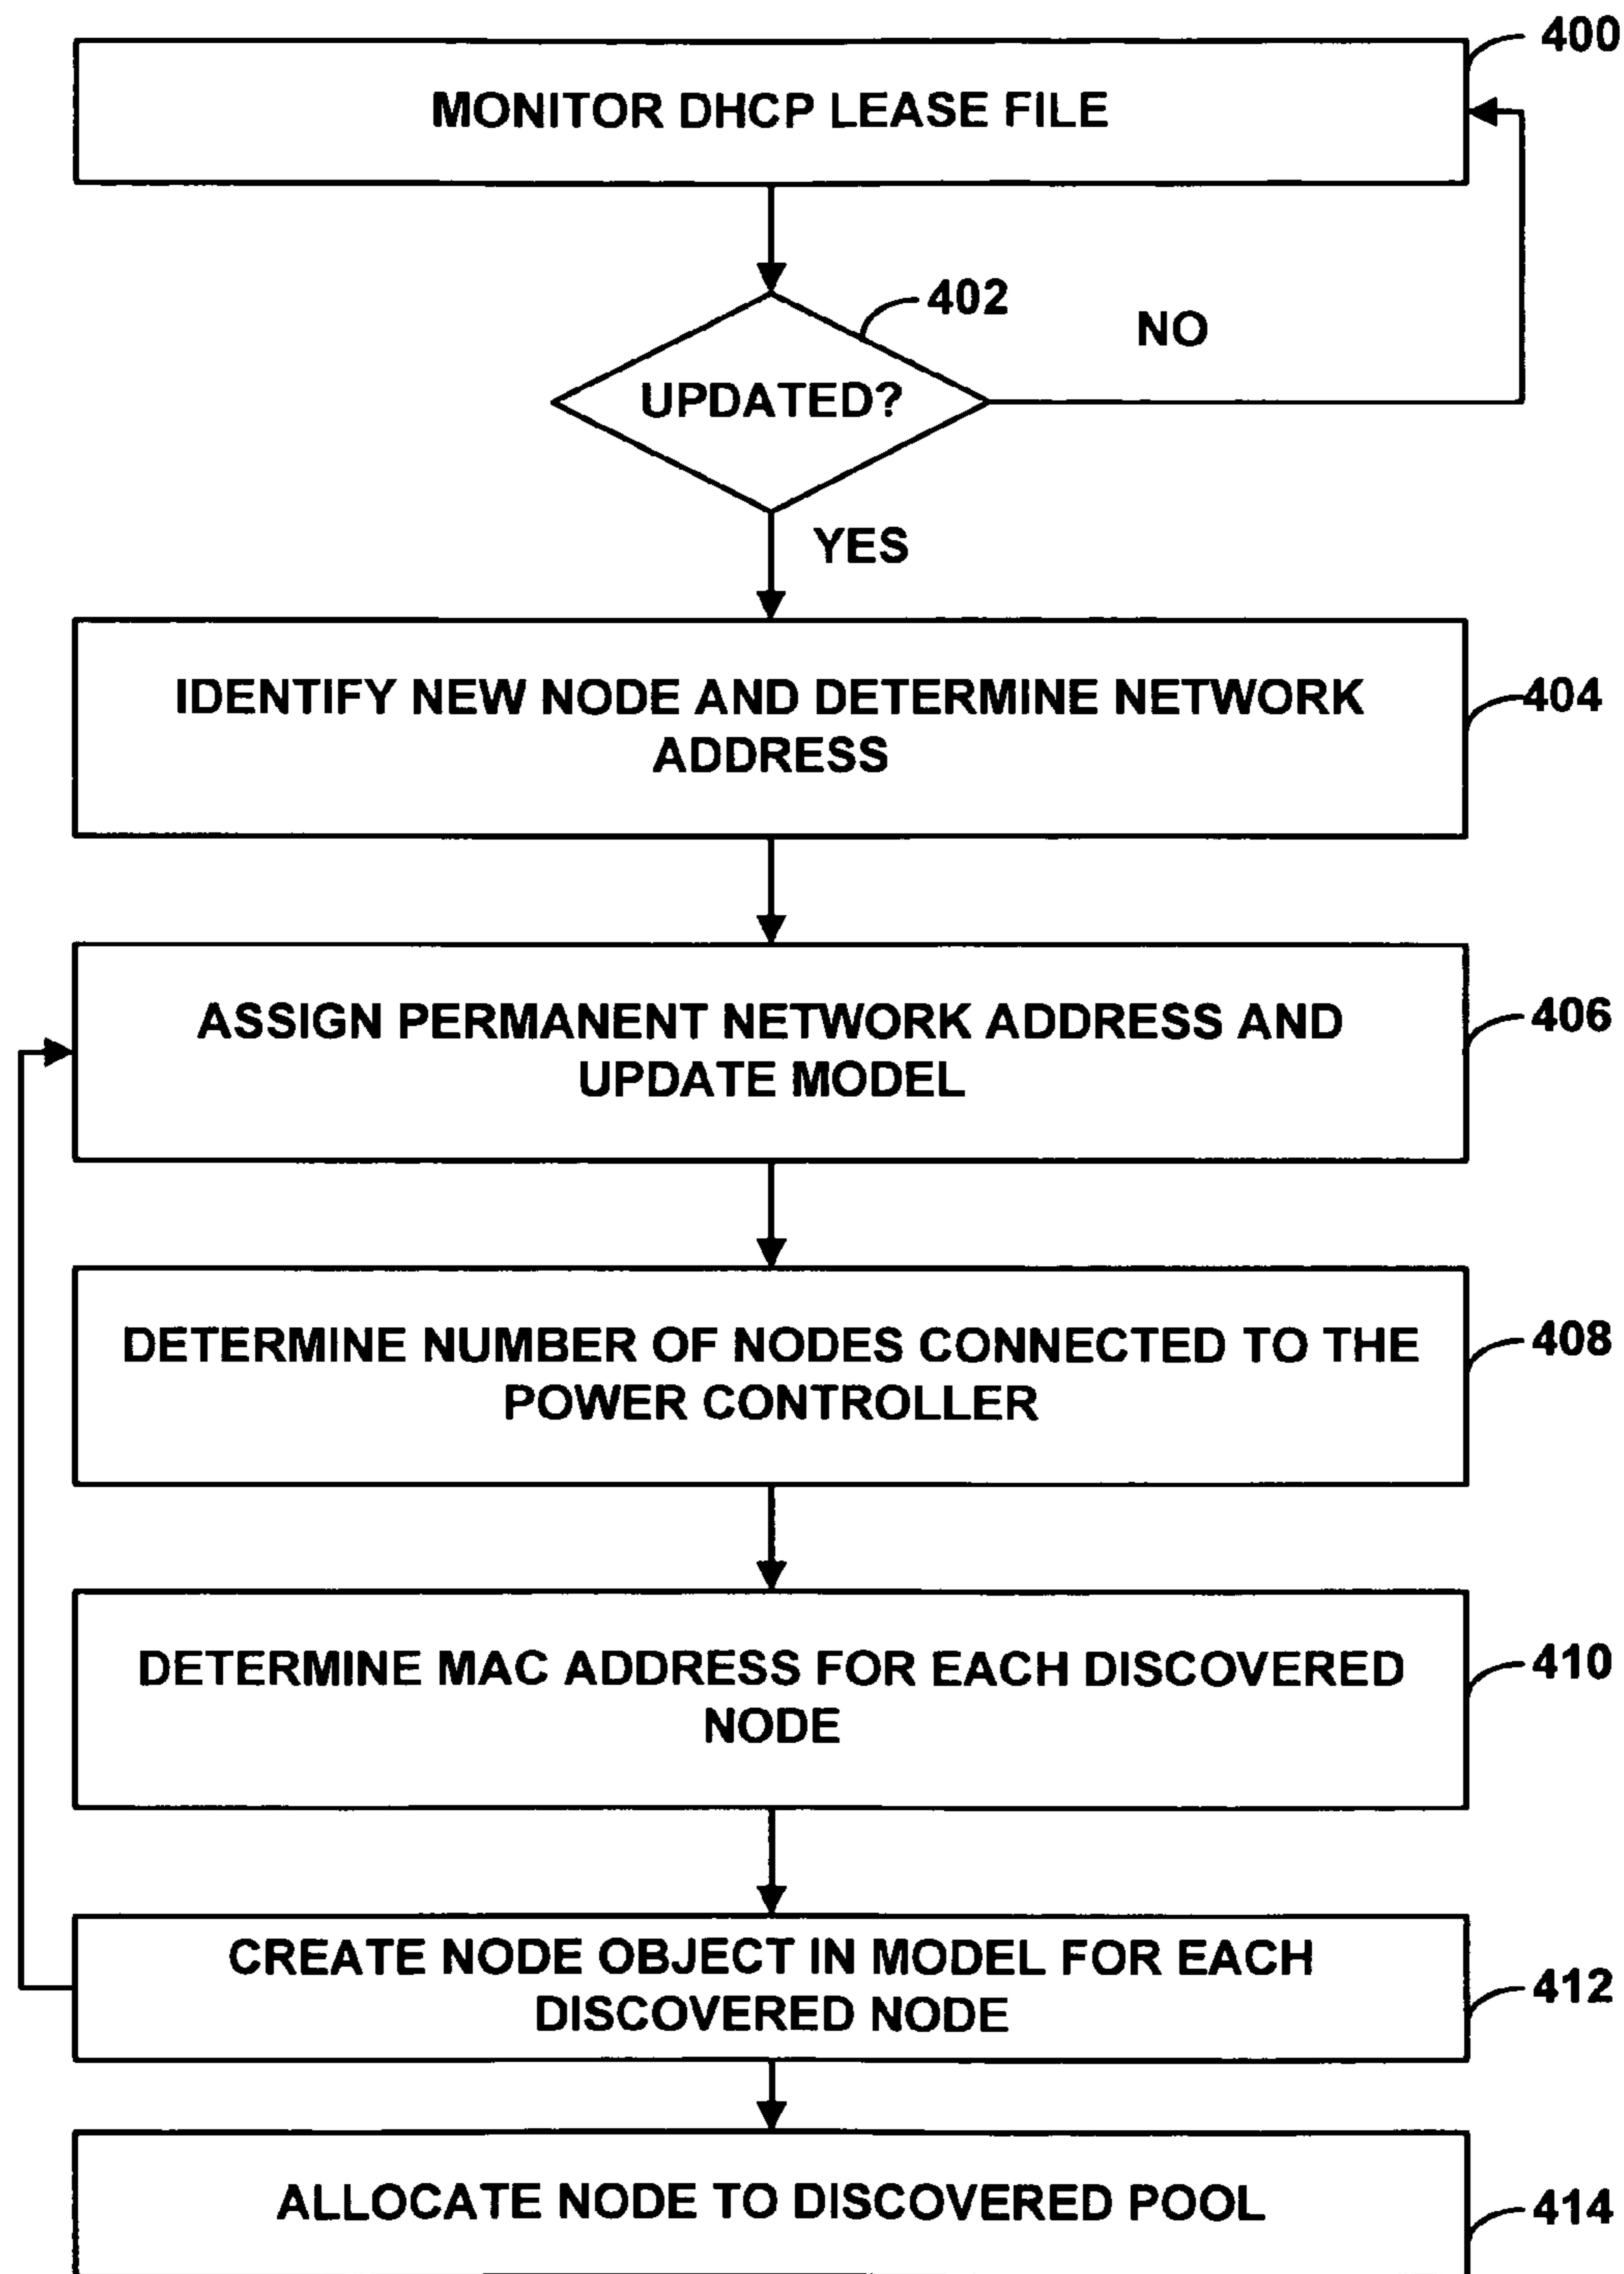 400
MONITOR DHCP LEASE FILE
402
NO
UPDATED?
YES
IDENTIFY NEW NODE AND DETERMINE NETWORK
ADDRESS
404
ASSIGN PERMANENT NETWORK ADDRESS AND
UPDATE MODEL
406
DETERMINE NUMBER OF NODES CONNECTED TO THE
POWER CONTROLLER
408
DETERMINE MAC ADDRESS FOR EACH DISCOVERED
NODE
410
CREATE NODE OBJECT IN MODEL FOR EACH
DISCOVERED NODE
412
ALLOCATE NODE TO DISCOVERED POOL
414